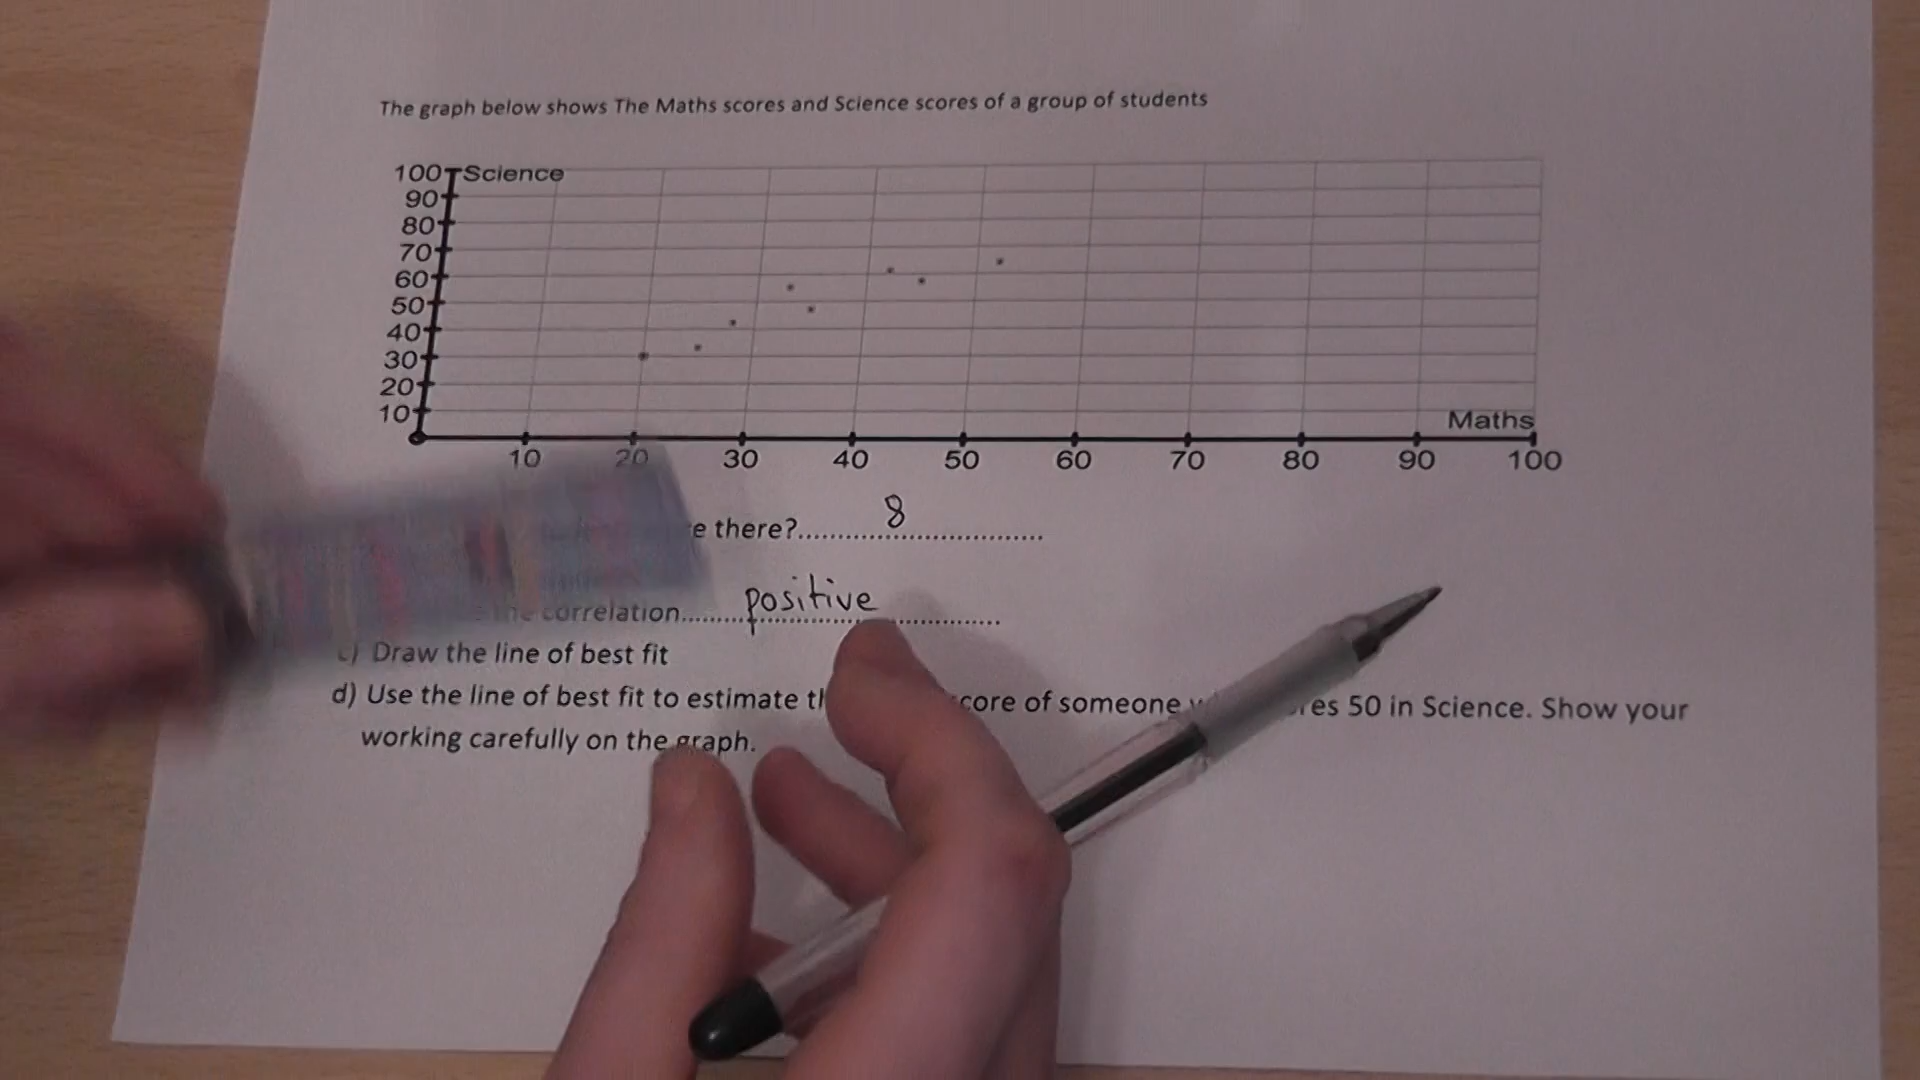 The graph below shows The Maths scores and Science scores of a group of students
100 Science
90
80
70
60
50
40
30
20
10
Maths
10 20 30 40 50 60 70 80 90 100
there?.......... 8 ..........
correlation.......... positive ..........
c) Draw the line of best fit
d) Use the line of best fit to estimate of someone 50 in Science. Show your
working carefully on the graph.